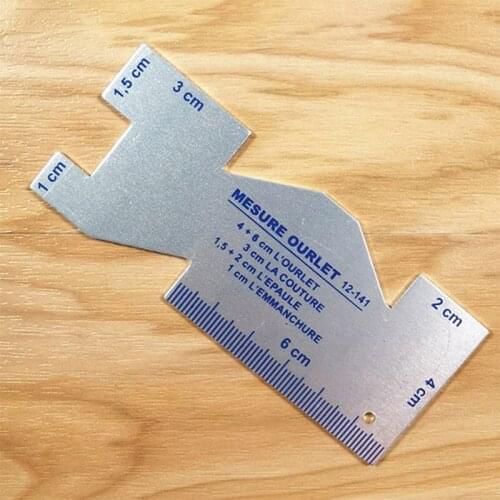 1,5 cm
3 cm
1 cm
MESURE OURLET 12-141
4 + 6 cm L'OURLET
3 cm LA COUTURE
1,5 + 2 cm L'EPAULE
1 cm L'EMMANCHURE
2 cm
6 cm
4 cm